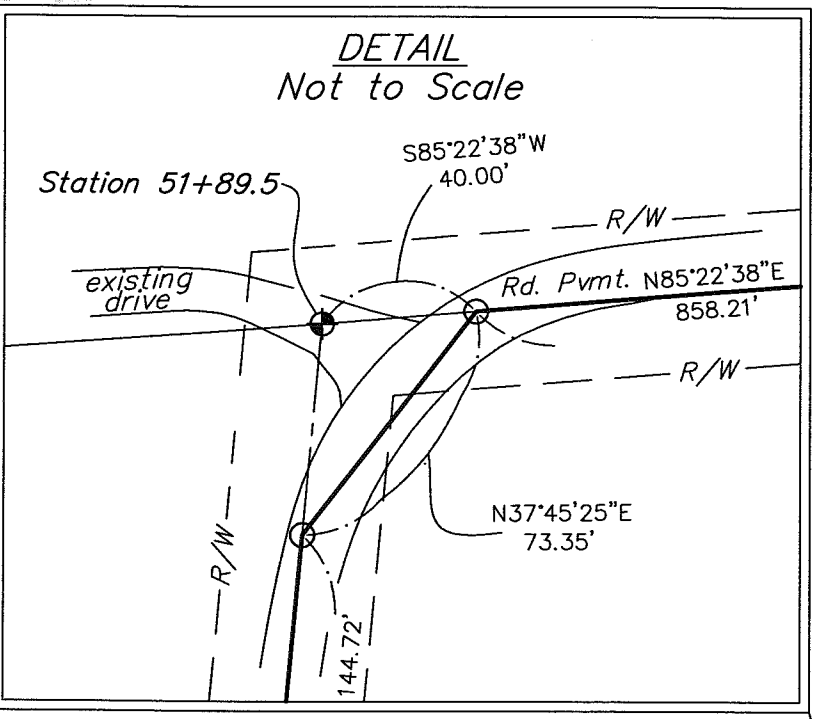 DETAIL
Not to Scale
S85°22'38"W
40.00'
Station 51+89.5
R/W
existing
drive
Rd. Pvmt.
N85°22'38"E
858.21'
R/W
N37°45'25"E
73.35'
R/W
144.72'